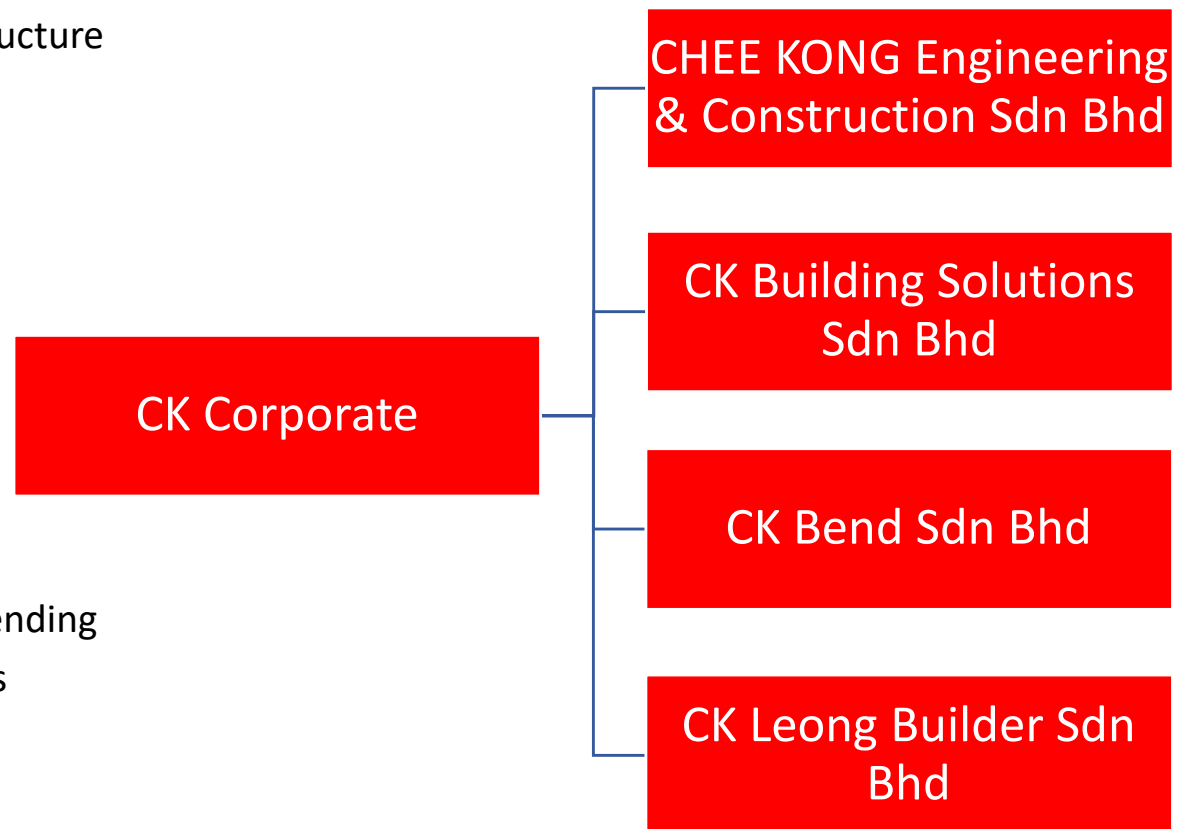 ucture
CHEE KONG Engineering
& Construction Sdn Bhd
CK Building Solutions
Sdn Bhd
CK Corporate
CK Bend Sdn Bhd
ending
s
CK Leong Builder Sdn
Bhd